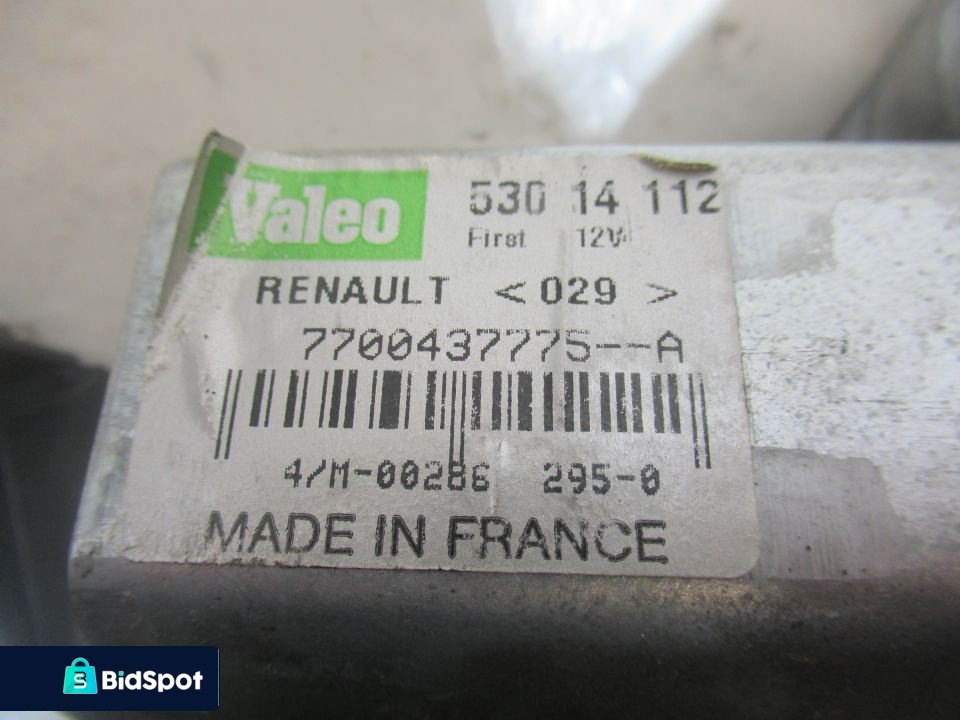 Valeo
530 14 112
First 12V
RENAULT < 029 >
7700437775--A
4/M-00286 295-0
MADE IN FRANCE
BidSpot